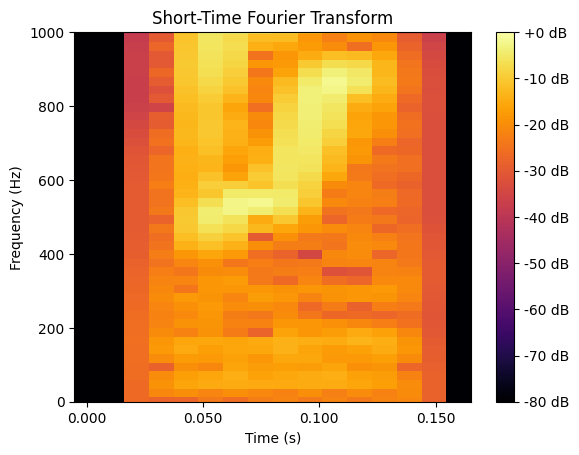 Short-Time Fourier Transform
1000
800
600
400
200
0
Frequency (Hz)
0.000
0.050
0.100
0.150
Time (s)
+0 dB
-10 dB
-20 dB
-30 dB
-40 dB
-50 dB
-60 dB
-70 dB
-80 dB